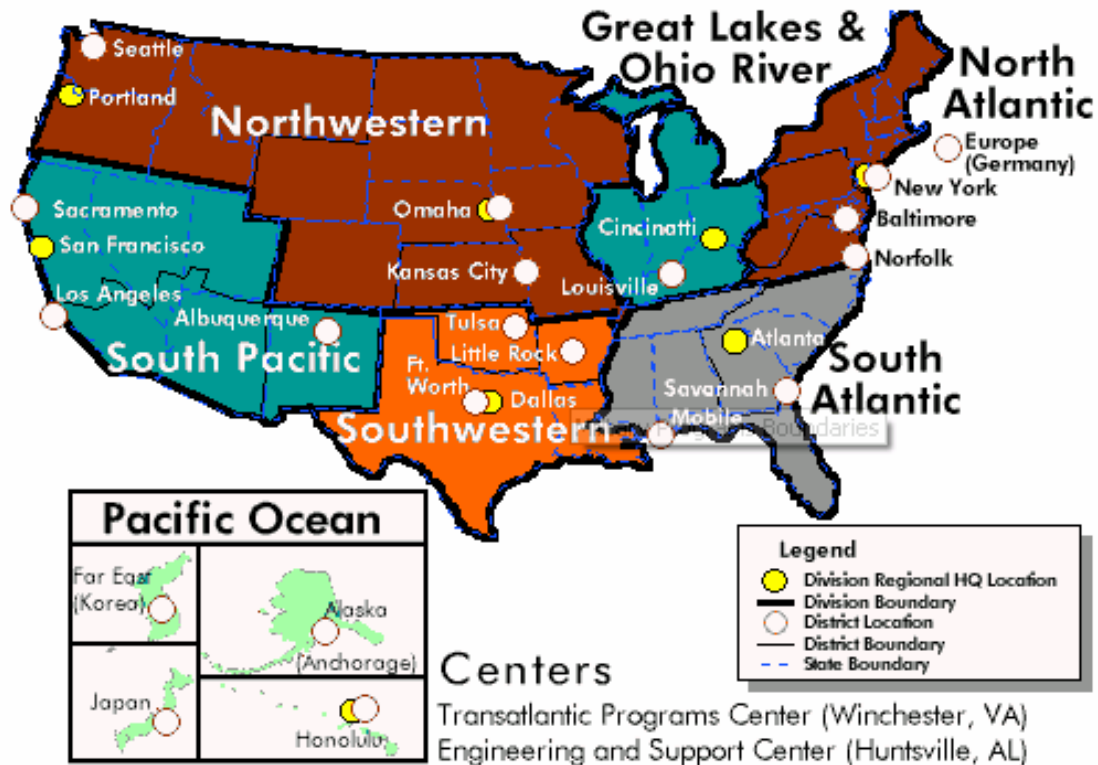 Great Lakes &
Ohio River
North
Atlantic
Seattle
Portland
Northwestern
Europe
(Germany)
New York
Omaha
Sacramento
Cincinatti
Baltimore
San Francisco
Kansas City
Louisville
Norfolk
Los Angeles
Albuquerque
Tulsa
Atlanta
South Pacific
Little Rock
Ft.
Worth
Dallas
Savannah
South
Atlantic
Mobile
Southwestern
Boundaries
Pacific Ocean
Far East
(Korea)
Alaska
(Anchorage)
Japan
Honolulu
Legend
Division Regional HQ Location
Division Boundary
District Location
District Boundary
State Boundary
Centers
Transatlantic Programs Center (Winchester, VA)
Engineering and Support Center (Huntsville, AL)